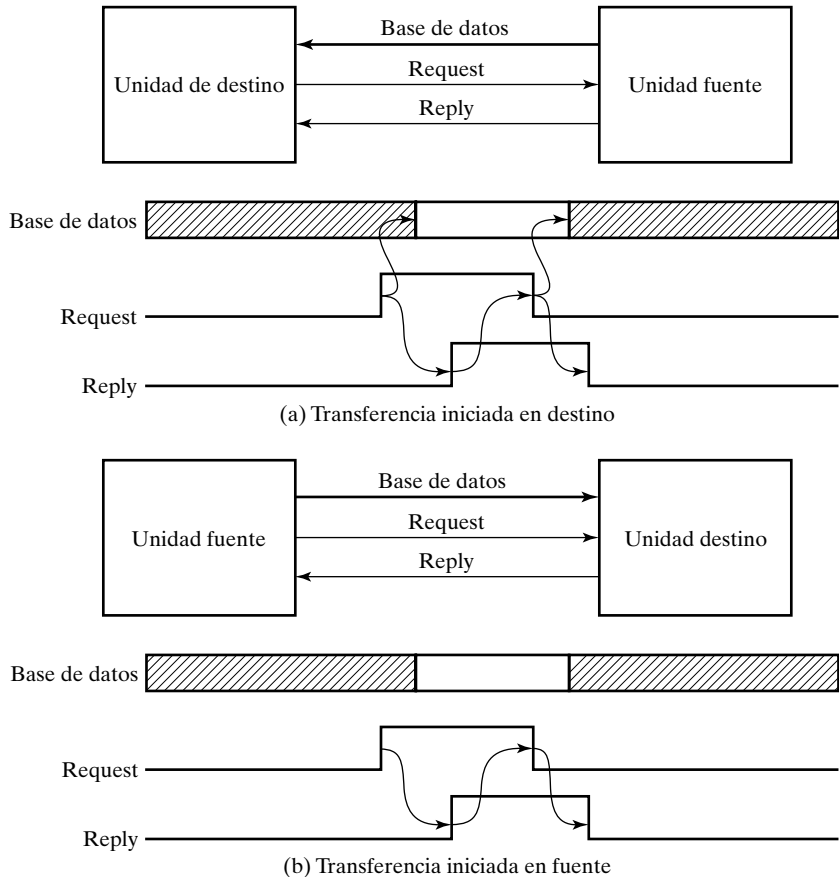 Base de datos
Unidad de destino
Request
Unidad fuente
Reply
Base de datos
Request
Reply
(a) Transferencia iniciada en destino
Base de datos
Unidad fuente
Request
Unidad destino
Reply
Base de datos
Request
Reply
(b) Transferencia iniciada en fuente